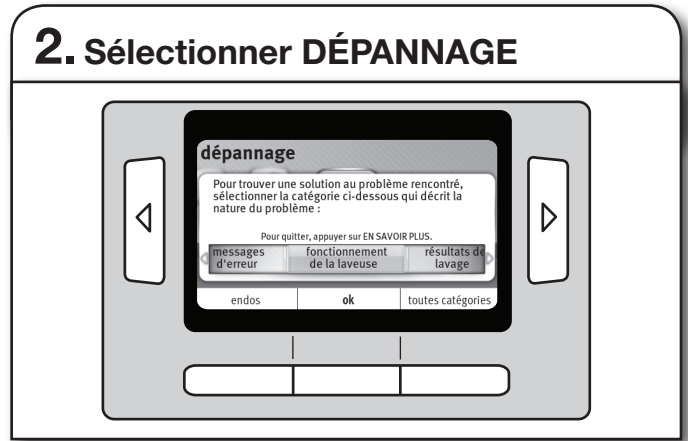 2. Sélectionner DÉPANNAGE
dépannage
Pour trouver une solution au problème rencontré,
sélectionner la catégorie ci-dessous qui décrit la
nature du problème :
Pour quitter, appuyer sur EN SAVOIR PLUS.
messages fonctionnement résultats de
d'erreur de la laveuse lavage
endos ok toutes catégories